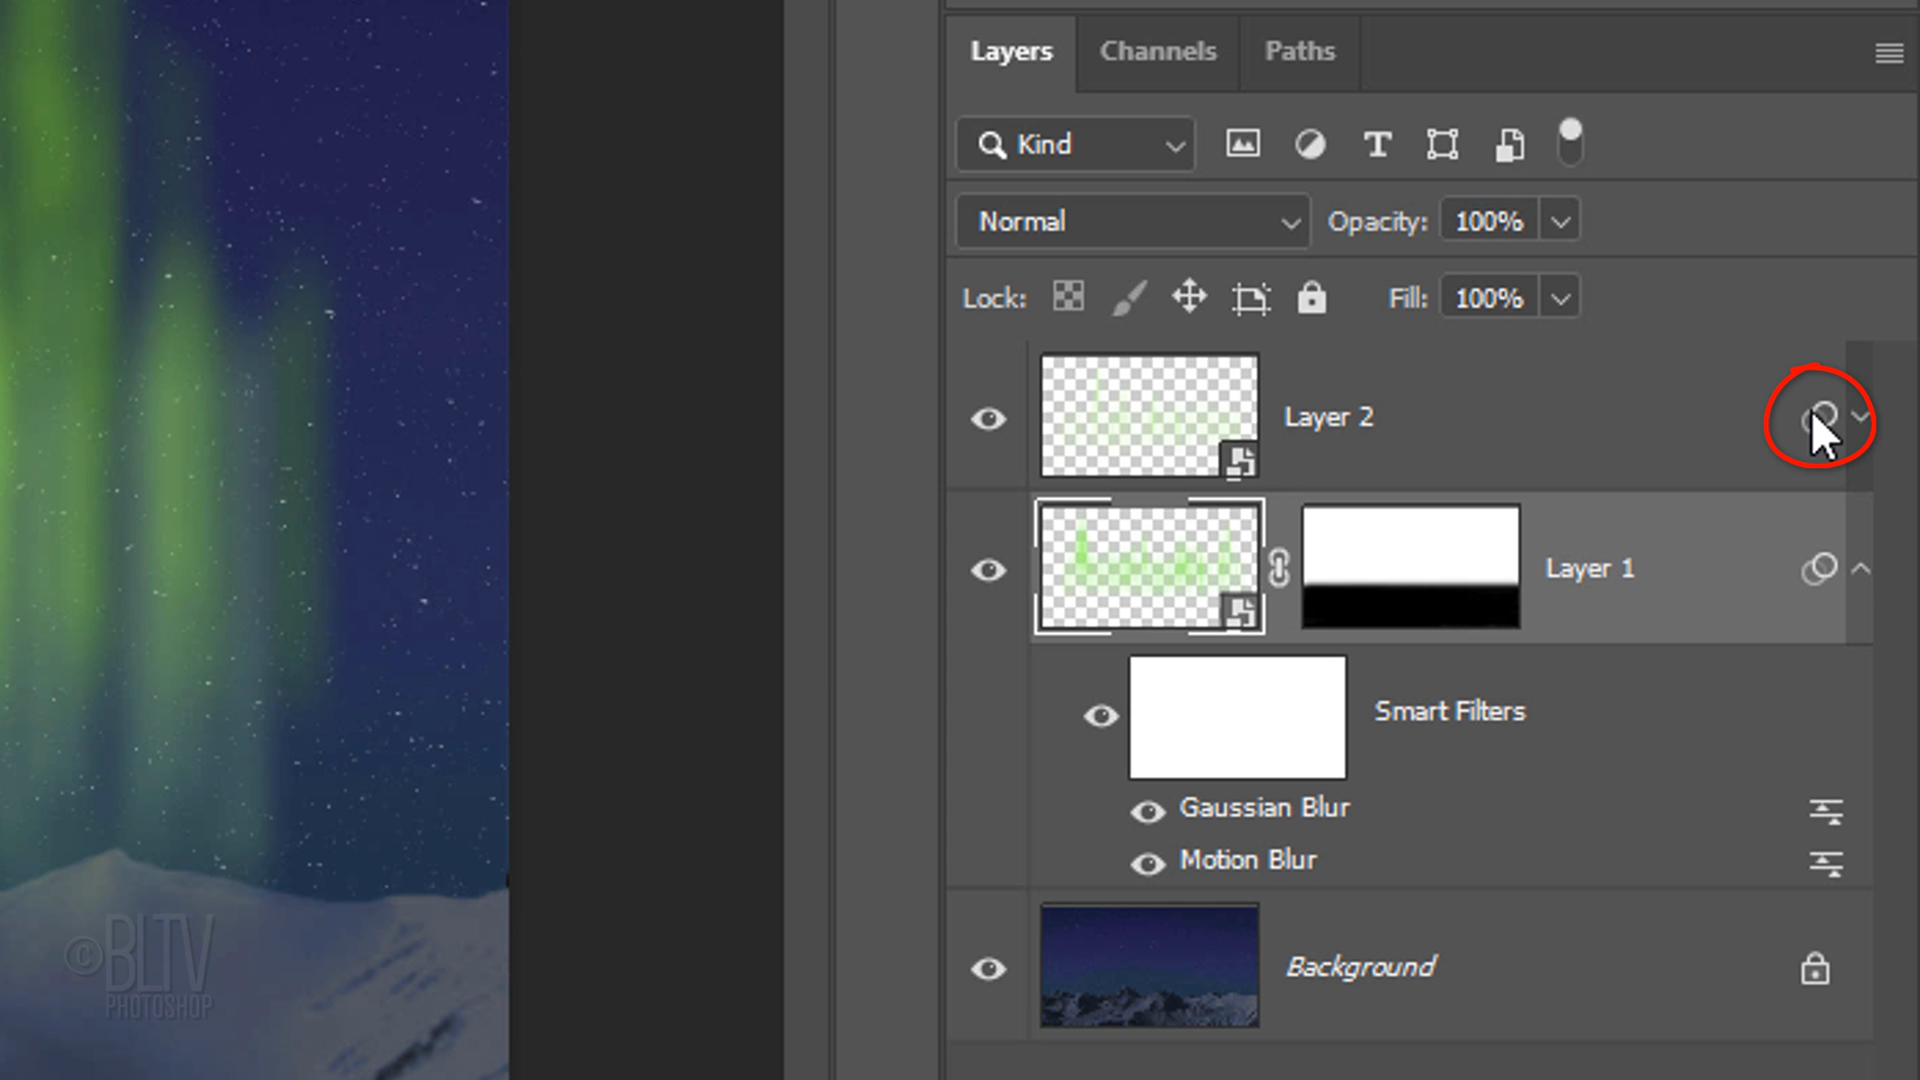 Layers Channels Paths
Kind
Normal Opacity: 100%
Lock: Fill: 100%
Layer 2
Layer 1
Smart Filters
Gaussian Blur
Motion Blur
Background
©BLTV
PHOTOSHOP